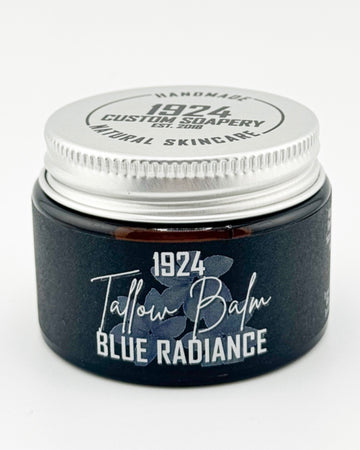 HANDMADE
1924
CUSTOM SOAPERY
EST. 2018
NATURAL SKINCARE
1924
Tallow Balm
BLUE RADIANCE